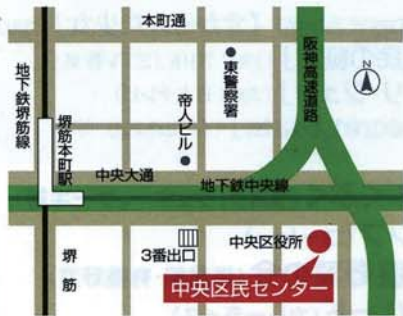 本町通
阪神高速道路
N
東警察署
帝人ビル
地下鉄堺筋線
堺筋本町駅
中央大通
地下鉄中央線
堺筋
3番出口
中央区役所
中央区民センター